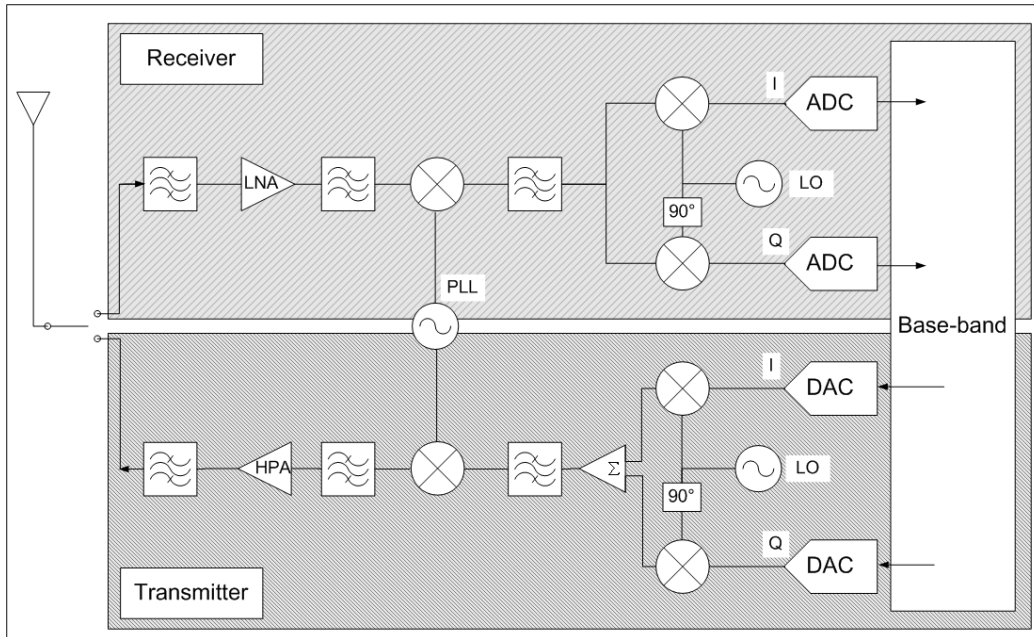 Receiver
I
ADC
LNA
LO
90°
Q
ADC
PLL
Base-band
I
DAC
HPA
Σ
LO
90°
Q
DAC
Transmitter